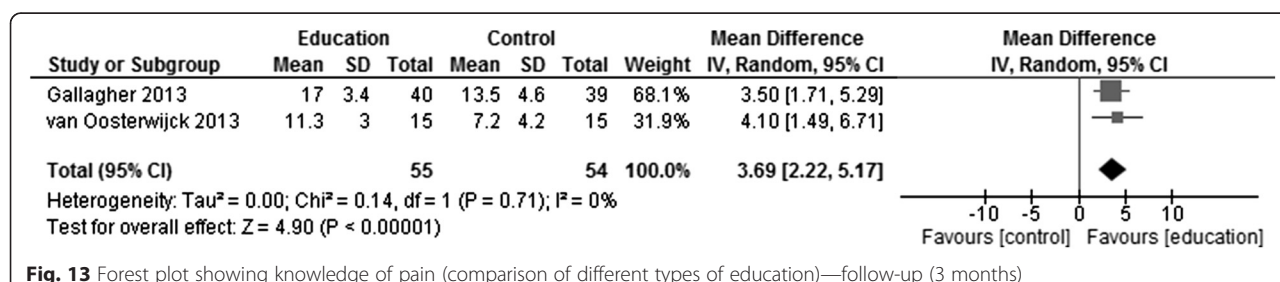 Education Control Mean Difference Mean Difference
Study or Subgroup Mean SD Total Mean SD Total Weight IV, Random, 95% CI IV, Random, 95% CI
Gallagher 2013 17 3.4 40 13.5 4.6 39 68.1% 3.50 [1.71, 5.29]
van Oosterwijck 2013 11.3 3 15 7.2 4.2 15 31.9% 4.10 [1.49, 6.71]
Total (95% CI) 55 54 100.0% 3.69 [2.22, 5.17]
Heterogeneity: Tau² = 0.00; Chi² = 0.14, df = 1 (P = 0.71); I² = 0%
Test for overall effect: Z = 4.90 (P < 0.00001)
-10 -5 0 5 10
Favours [control] Favours [education]
Fig. 13 Forest plot showing knowledge of pain (comparison of different types of education)—follow-up (3 months)